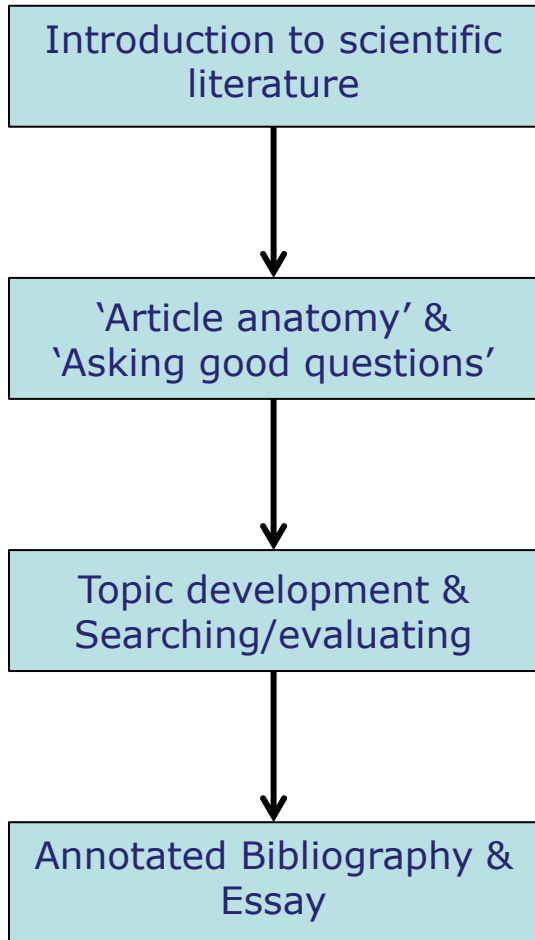 Introduction to scientific
literature
‘Article anatomy’ &
‘Asking good questions’
Topic development &
Searching/evaluating
Annotated Bibliography &
Essay